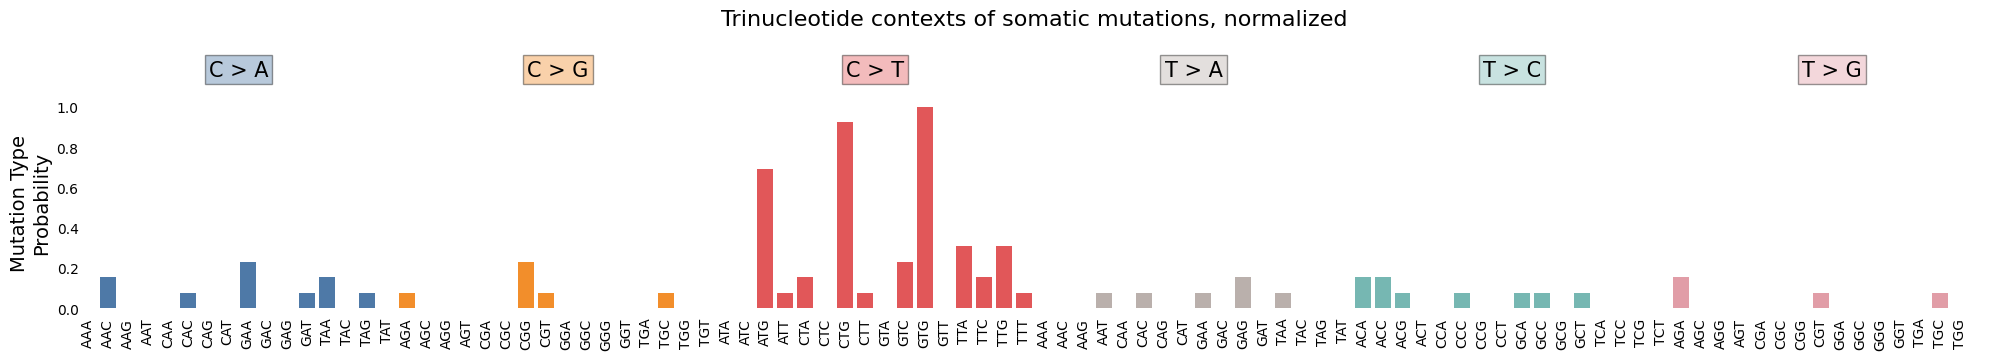 Trinucleotide contexts of somatic mutations, normalized
C > A
C > G
C > T
T > A
T > C
T > G
Mutation Type
Probability
1.0
0.8
0.6
0.4
0.2
0.0
AAA
AAC
AAG
AAT
CAA
CAC
CAG
CAT
GAA
GAC
GAG
GAT
TAA
TAC
TAG
TAT
AGA
AGC
AGG
AGT
CGA
CGC
CGG
CGT
GGA
GGC
GGG
GGT
TGA
TGC
TGG
TGT
ATA
ATC
ATG
ATT
CTA
CTC
CTG
CTT
GTA
GTC
GTG
GTT
TTA
TTC
TTG
TTT
AAA
AAC
AAG
AAT
CAA
CAC
CAG
CAT
GAA
GAC
GAG
GAT
TAA
TAC
TAG
TAT
ACA
ACC
ACG
ACT
CCA
CCC
CCG
CCT
GCA
GCC
GCG
GCT
TCA
TCC
TCG
TCT
AGA
AGC
AGG
AGT
CGA
CGC
CGG
CGT
GGA
GGC
GGG
GGT
TGA
TGC
TGG